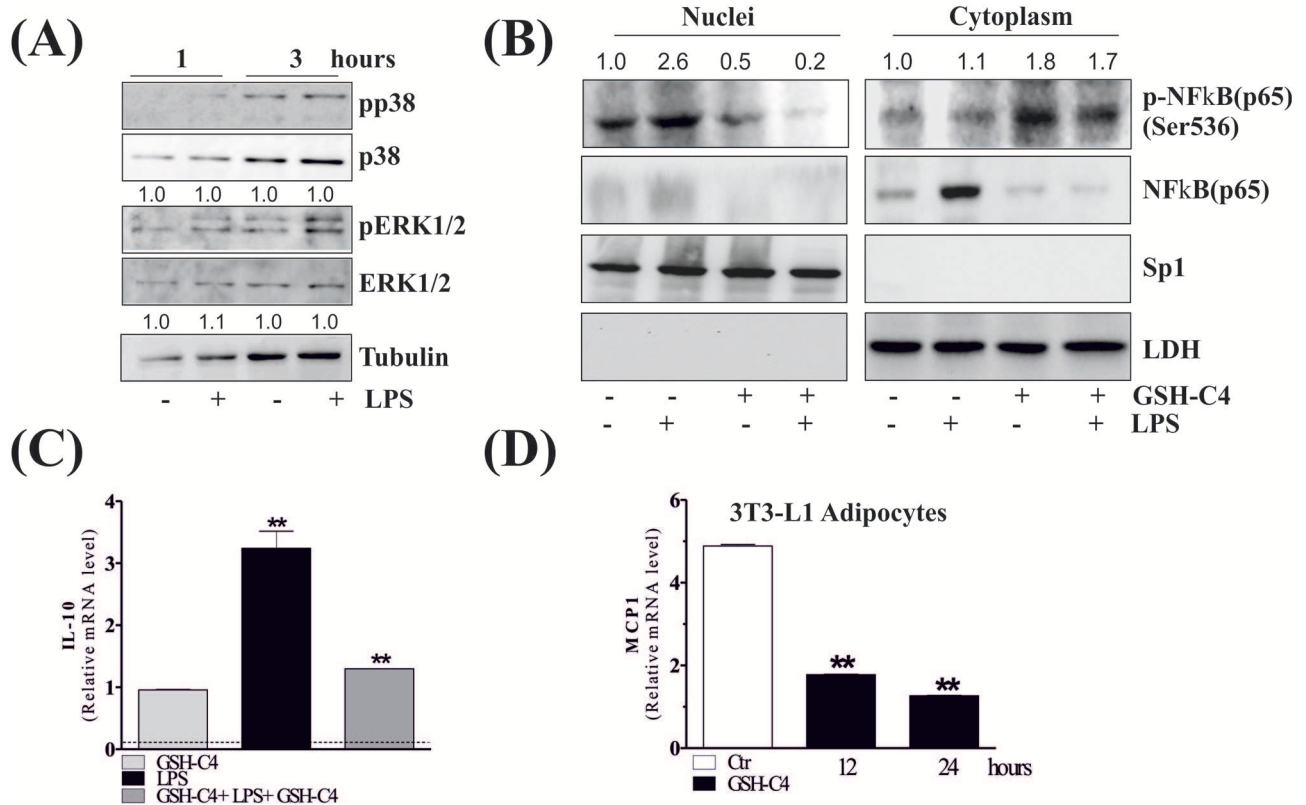 (A)
1 3 hours
pp38
p38
1.0 1.0 1.0 1.0
pERK1/2
ERK1/2
1.0 1.1 1.0 1.0
Tubulin
- + - + LPS
(B)
Nuclei Cytoplasm
1.0 2.6 0.5 0.2 1.0 1.1 1.8 1.7
p-NFkB(p65)
(Ser536)
NFkB(p65)
Sp1
LDH
- - + + - - + + GSH-C4
- + - + - + - + LPS
(C)
IL-10
(Relative mRNA level)
4
3
2
1
0
**
**
GSH-C4
LPS
GSH-C4+LPS+GSH-C4
(D)
3T3-L1 Adipocytes
MCP1
(Relative mRNA level)
6
4
2
0
**
**
Ctr
GSH-C4
12 24 hours